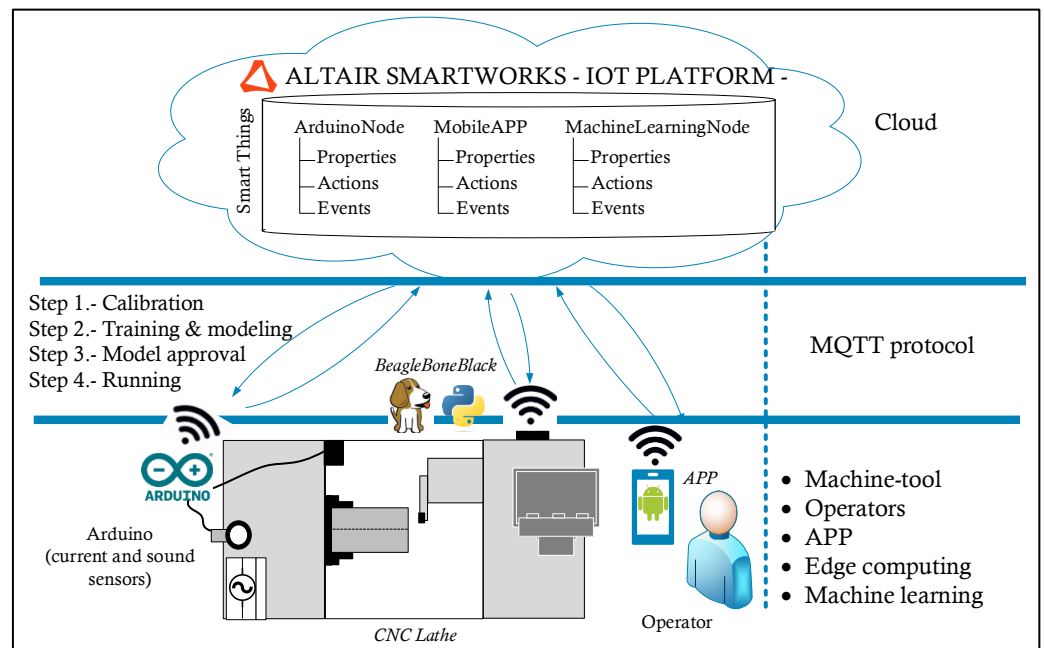 ALTAIR SMARTWORKS - IOT PLATFORM -
Smart Things
ArduinoNode
Properties
Actions
Events
MobileAPP
Properties
Actions
Events
MachineLearningNode
Properties
Actions
Events
Cloud
Step 1.- Calibration
Step 2.- Training & modeling
Step 3.- Model approval
Step 4.- Running
MQTT protocol
BeagleBoneBlack
ARDUINO
Arduino
(current and sound
sensors)
CNC Lathe
APP
Operator
• Machine-tool
• Operators
• APP
• Edge computing
• Machine learning